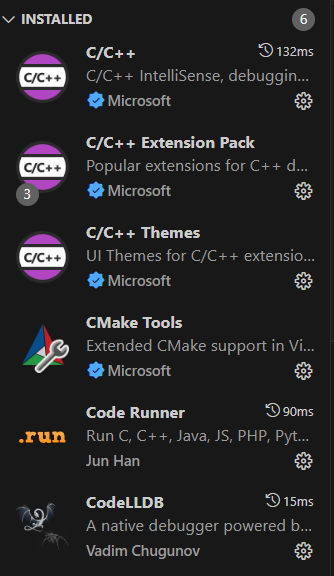 INSTALLED 6
C/C++ 132ms
C/C++ IntelliSense, debuggin...
Microsoft
C/C++
C/C++ Extension Pack
Popular extensions for C++ d...
Microsoft
C/C++
3
C/C++ Themes
UI Themes for C/C++ extensio...
Microsoft
C/C++
CMake Tools
Extended CMake support in Vi...
Microsoft
Code Runner 90ms
Run C, C++, Java, JS, PHP, Pyt...
Jun Han
.run
CodeLLDB 15ms
A native debugger powered b...
Vadim Chugunov